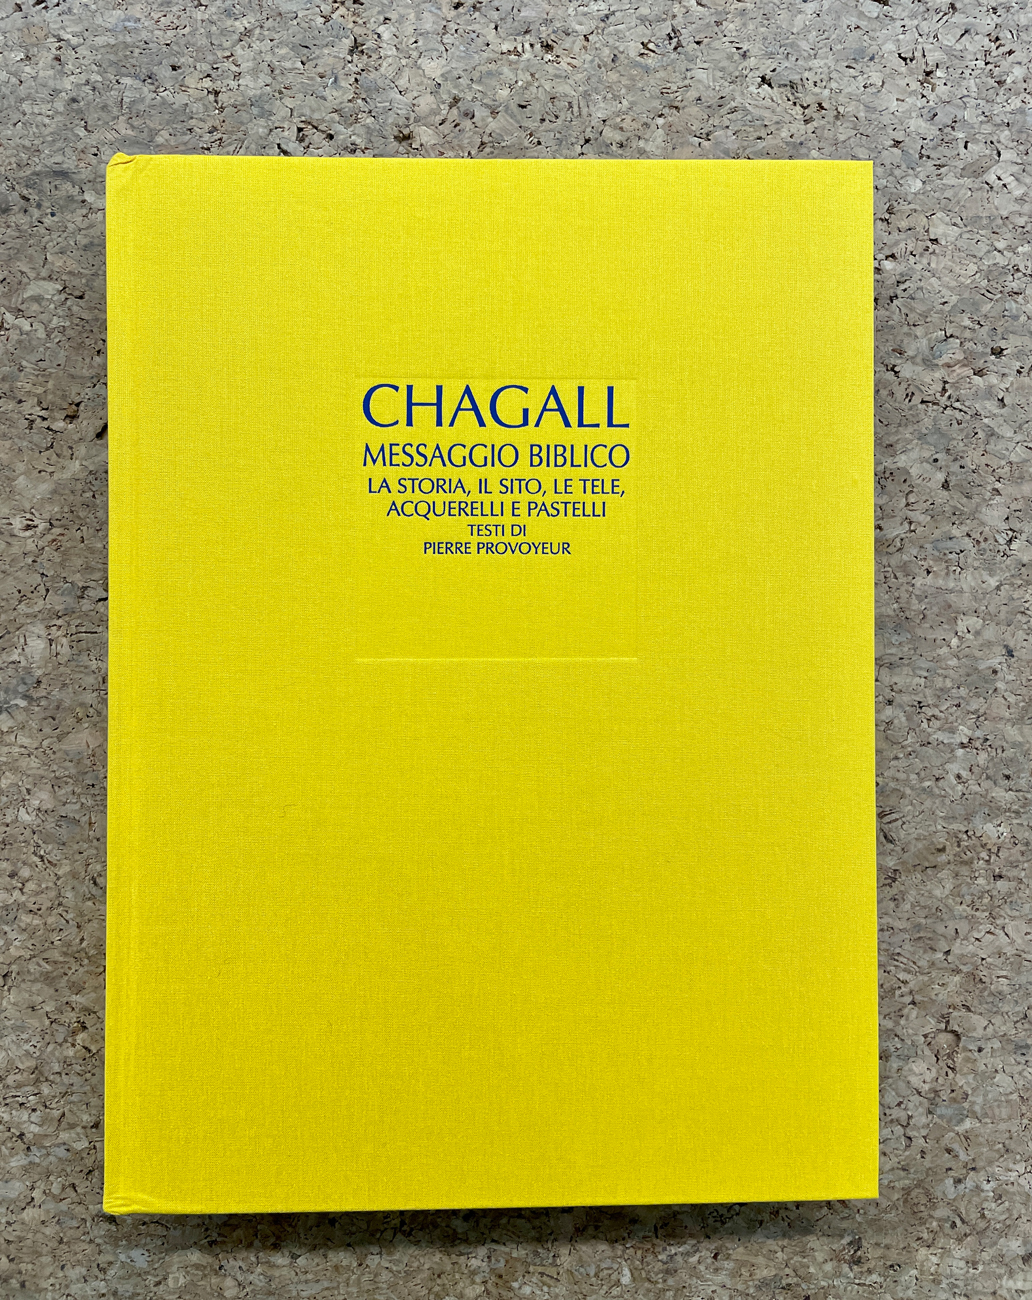 CHAGALL
MESSAGGIO BIBLICO
LA STORIA, IL SITO, LE TELE,
ACQUERELLI E PASTELLI
TESTI DI
PIERRE PROVOYEUR